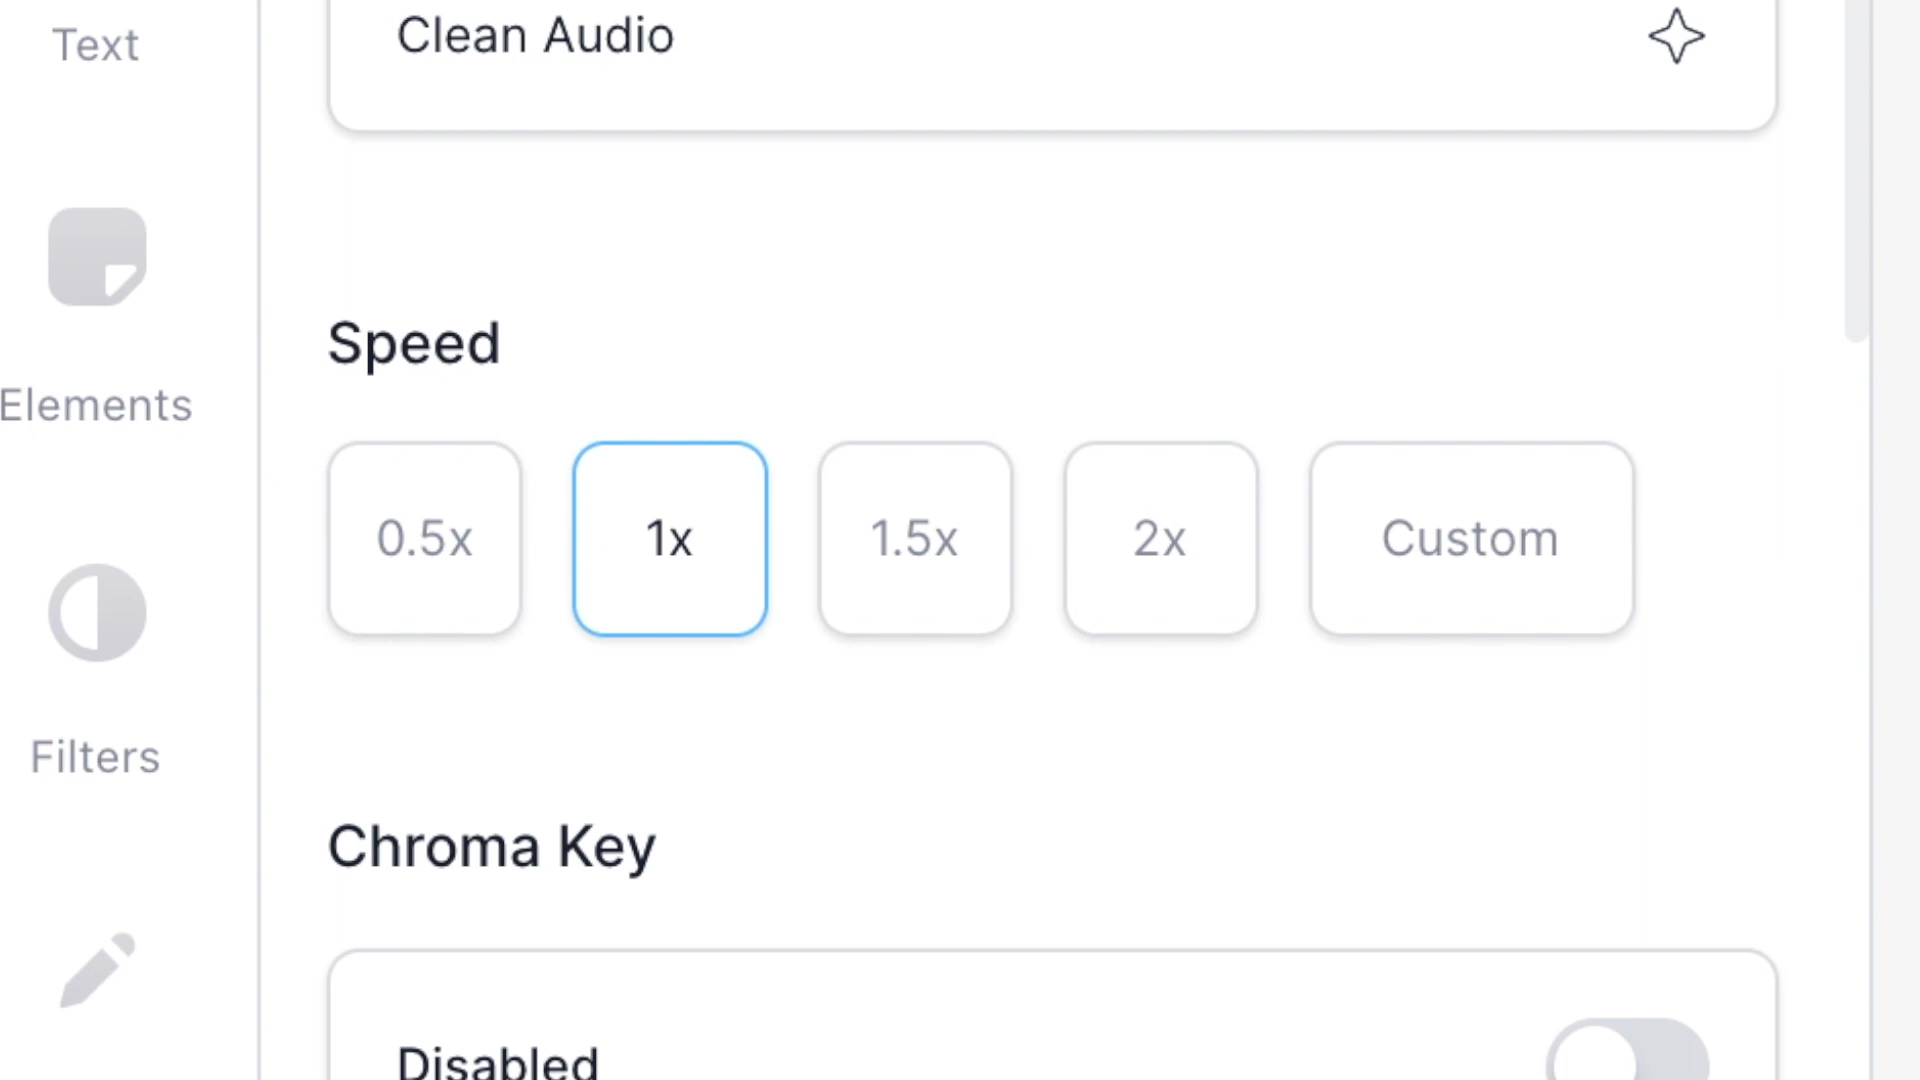 Text
Elements
Filters
Clean Audio
Speed
0.5x 1x 1.5x 2x Custom
Chroma Key
Disabled